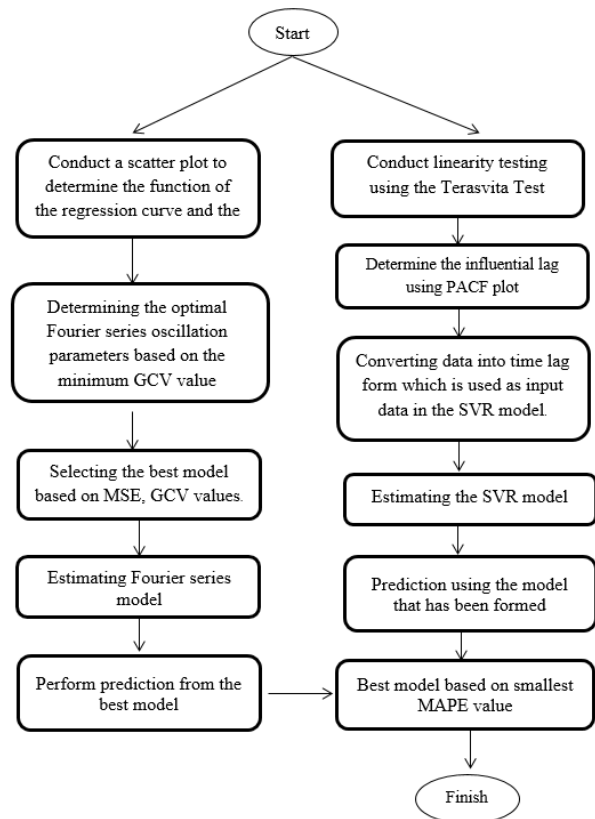 Start
Conduct a scatter plot to
determine the function of
the regression curve and the
Determining the optimal
Fourier series oscillation
parameters based on the
minimum GCV value
Selecting the best model
based on MSE, GCV values.
Estimating Fourier series
model
Perform prediction from the
best model
Conduct linearity testing
using the Terasvita Test
Determine the influential lag
using PACF plot
Converting data into time lag
form which is used as input
data in the SVR model.
Estimating the SVR model
Prediction using the model
that has been formed
Best model based on smallest
MAPE value
Finish